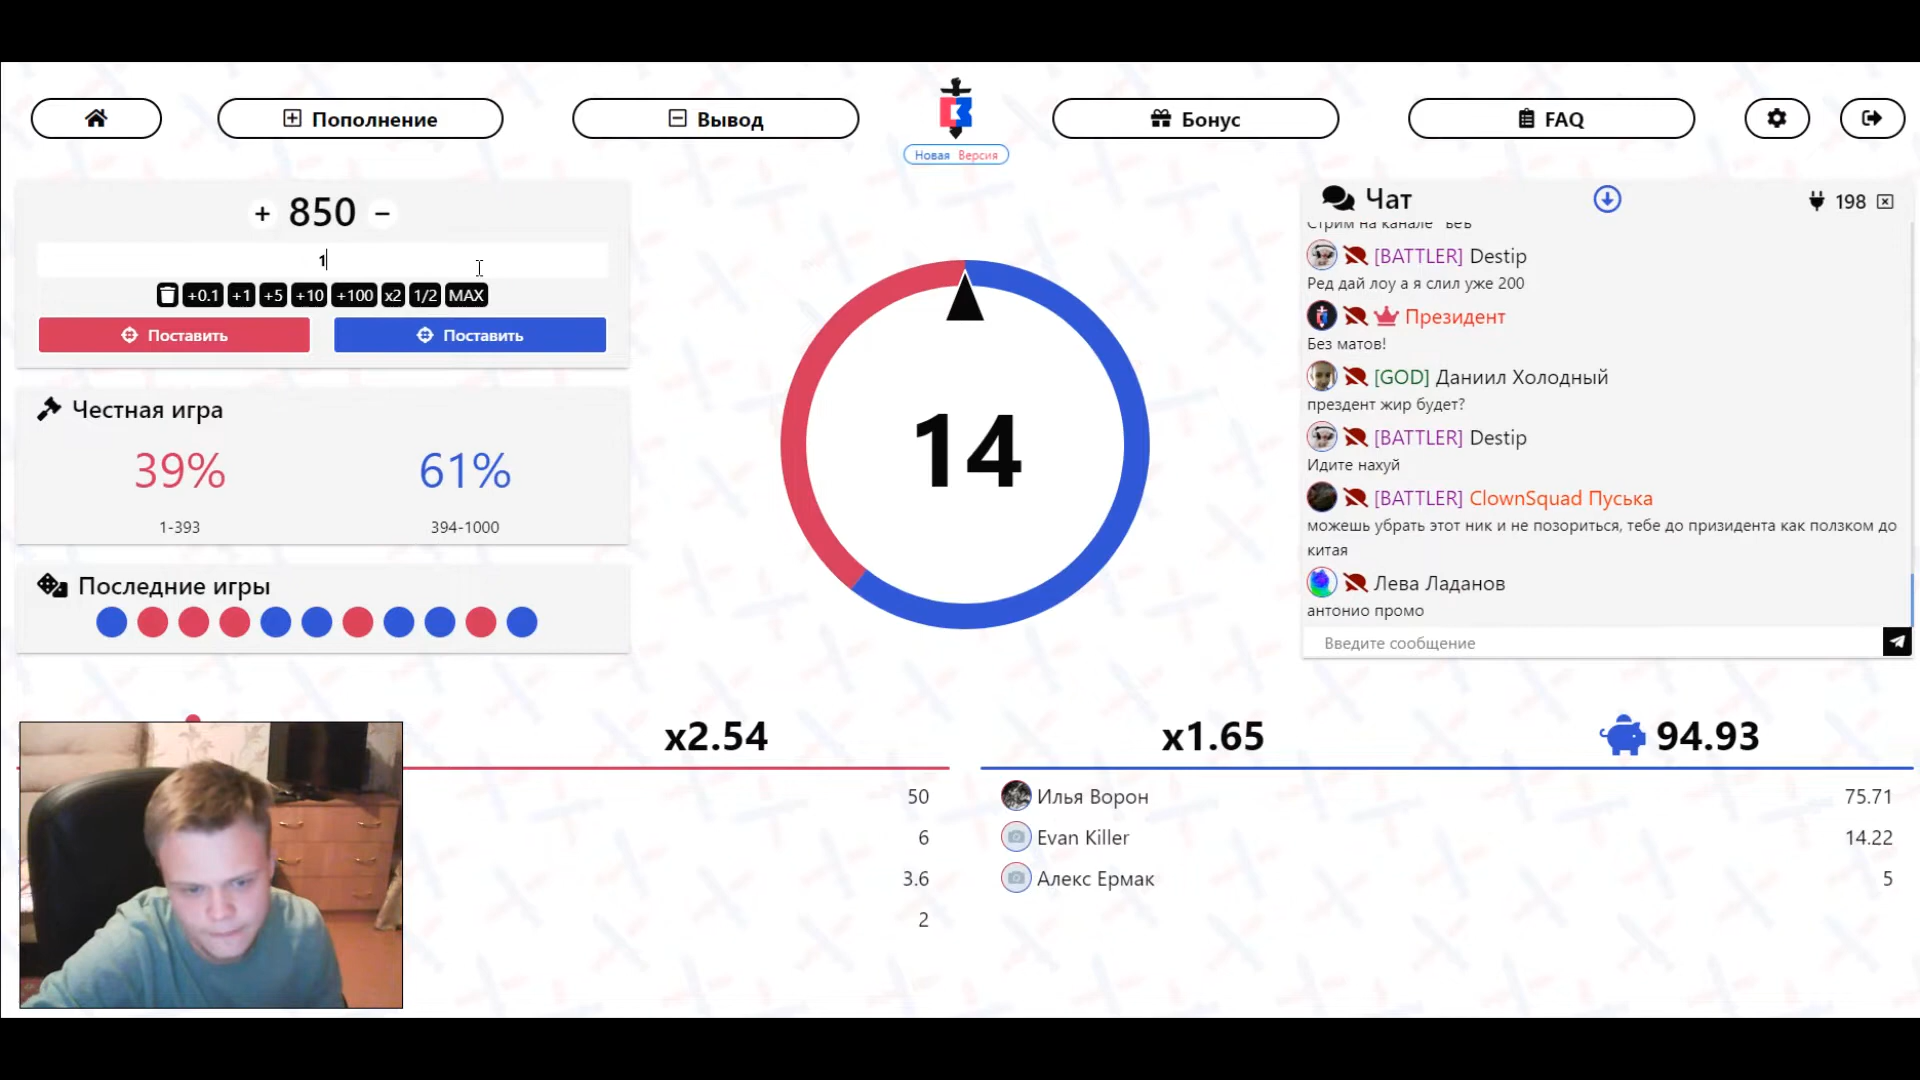 Пополнение
Вывод
Новая Версия
Бонус
FAQ
+ 850 −
1
+0.1 +1 +5 +10 +100 x2 1/2 MAX
Поставить
Поставить
Честная игра
39%
61%
1-393
394-1000
Последние игры
14
Чат
198
Стрим на канале
[BATTLER] Destip
Ред дай лоу а я слил уже 200
Президент
Без матов!
[GOD] Даниил Холодный
прездент жир будет?
[BATTLER] Destip
Идите нахуй
[BATTLER] ClownSquad Пуська
можешь убрать этот ник и не позориться, тебе до призидента как ползком до
китая
Лева Ладанов
антонио промо
Введите сообщение
x2.54
50
6
3.6
2
x1.65
94.93
Илья Ворон 75.71
Evan Killer 14.22
Алекс Ермак 5